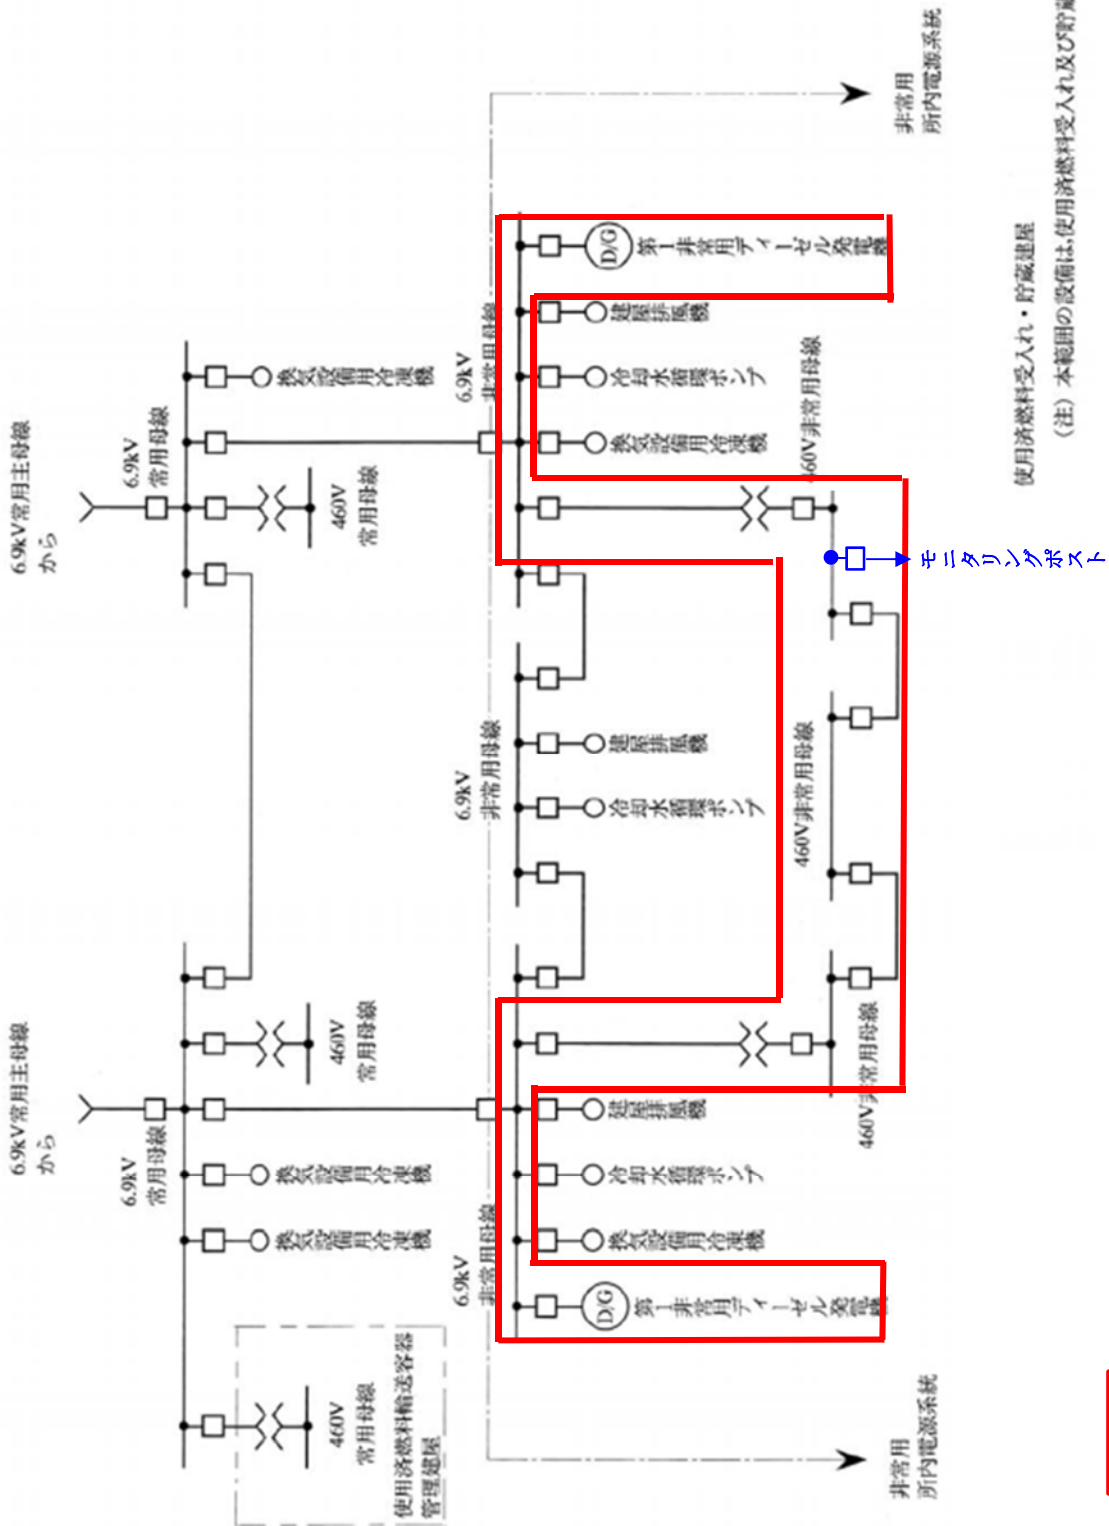 6.9kV常用主母線
から
6.9kV常用主母線
から
6.9kV
常用母線
6.9kV
常用母線
換気設備用冷凍機
換気設備用冷凍機
換気設備用冷凍機
460V
常用母線
460V
常用母線
460V
常用母線
使用済燃料輸送容器
管理建屋
6.9kV
非常用母線
6.9kV
非常用母線
6.9kV
非常用母線
D/G
第1非常用ディーゼル発電機
換気設備用冷凍機
冷却水循環ポンプ
建屋排風機
冷却水循環ポンプ
建屋排風機
換気設備用冷凍機
冷却水循環ポンプ
建屋排風機
D/G
第1非常用ディーゼル発電機
460V非常用母線
460V非常用母線
460V非常用母線
モニタリングポスト
非常用
所内電源系統
非常用
所内電源系統
使用済燃料受入れ・貯蔵建屋
(注) 本範囲の設備は、使用済燃料受入れ及び貯蔵